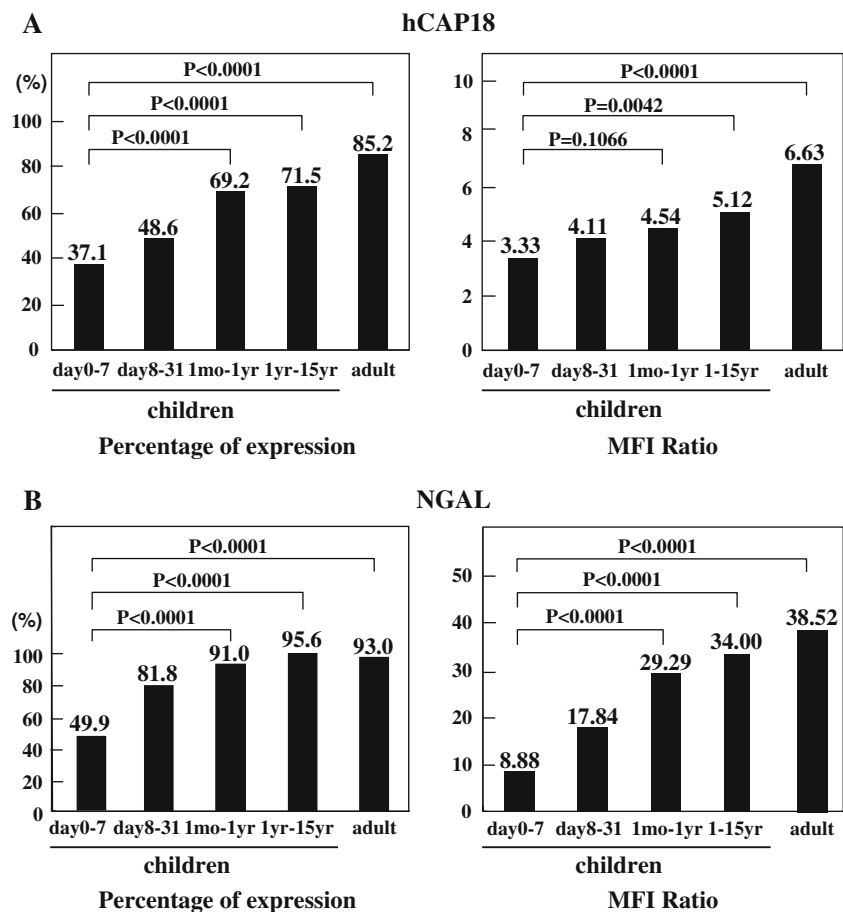 A
hCAP18
(%)
100
80
60
40
20
0
P<0.0001
P<0.0001
P<0.0001
37.1
48.6
69.2
71.5
85.2
day0-7 day8-31 1mo-1yr 1yr-15yr adult
children
Percentage of expression
10
8
6
4
2
0
P<0.0001
P=0.0042
P=0.1066
3.33
4.11
4.54
5.12
6.63
day0-7 day8-31 1mo-1yr 1-15yr adult
children
MFI Ratio
B
NGAL
(%)
100
80
60
40
20
0
P<0.0001
P<0.0001
P<0.0001
49.9
81.8
91.0
95.6
93.0
day0-7 day8-31 1mo-1yr 1yr-15yr adult
children
Percentage of expression
50
40
30
20
10
0
P<0.0001
P<0.0001
P<0.0001
8.88
17.84
29.29
34.00
38.52
day0-7 day8-31 1mo-1yr 1-15yr adult
children
MFI Ratio